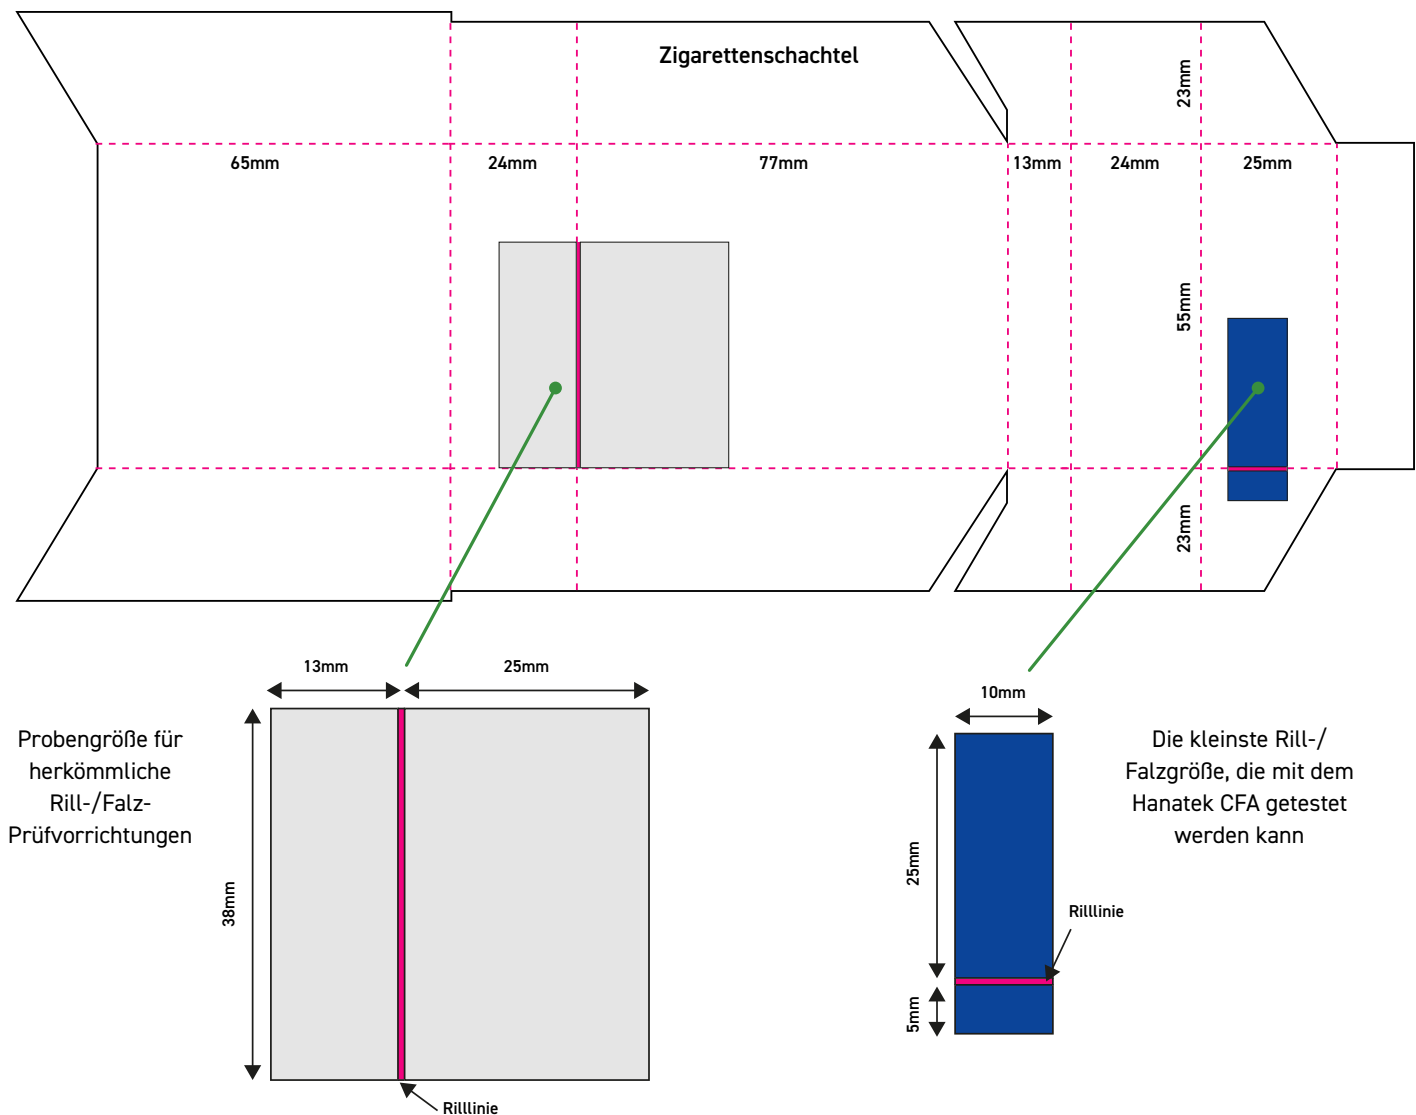 Zigarettenschachtel
23mm
65mm
24mm
77mm
13mm
24mm
25mm
55mm
23mm
13mm
25mm
38mm
Probengröße für
herkömmliche
Rill-/Falz-
Prüfvorrichtungen
Rilllinie
10mm
25mm
5mm
Rilllinie
Die kleinste Rill-/
Falzgröße, die mit dem
Hanatek CFA getestet
werden kann